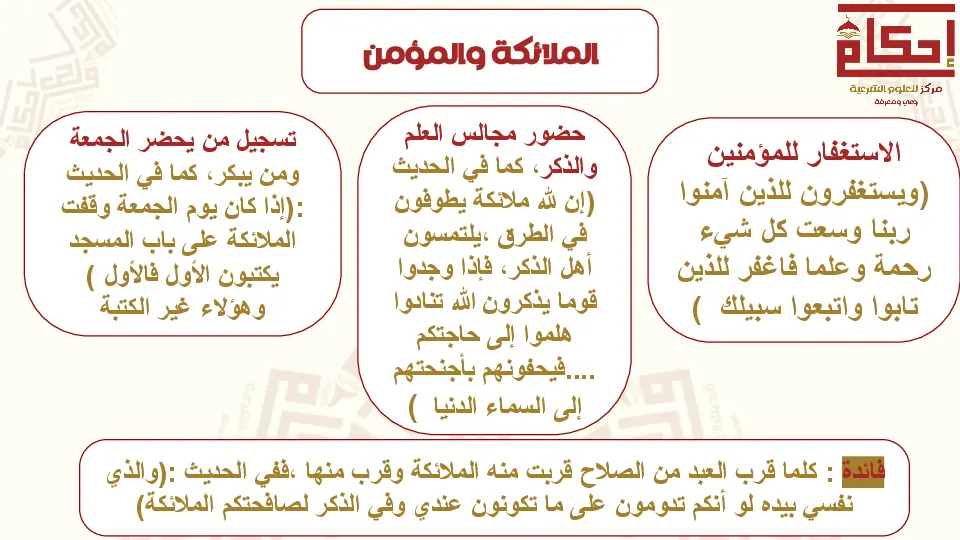 الملائكة والمؤمن
إحكام
مركز للعلوم الشرعية
وعي ومعرفة
الاستغفار للمؤمنين
(ويستغفرون للذين آمنوا
ربنا وسعت كل شيء
رحمة وعلما فاغفر للذين
تابوا واتبعوا سبيلك )
حضور مجالس العلم
والذكر، كما في الحديث
(إن لله ملائكة يطوفون
في الطرق ،يلتمسون
أهل الذكر، فإذا وجدوا
قوما يذكرون الله تنادوا
هلموا إلى حاجتكم
....فيحفونهم بأجنحتهم
إلى السماء الدنيا )
تسجيل من يحضر الجمعة
ومن يبكر، كما في الحديث
:(إذا كان يوم الجمعة وقفت
الملائكة على باب المسجد
يكتبون الأول فالأول )
وهؤلاء غير الكتبة
فائدة : كلما قرب العبد من الصلاح قربت منه الملائكة وقرب منها ،ففي الحديث :(والذي
نفسي بيده لو أنكم تدومون على ما تكونون عندي وفي الذكر لصافحتكم الملائكة)